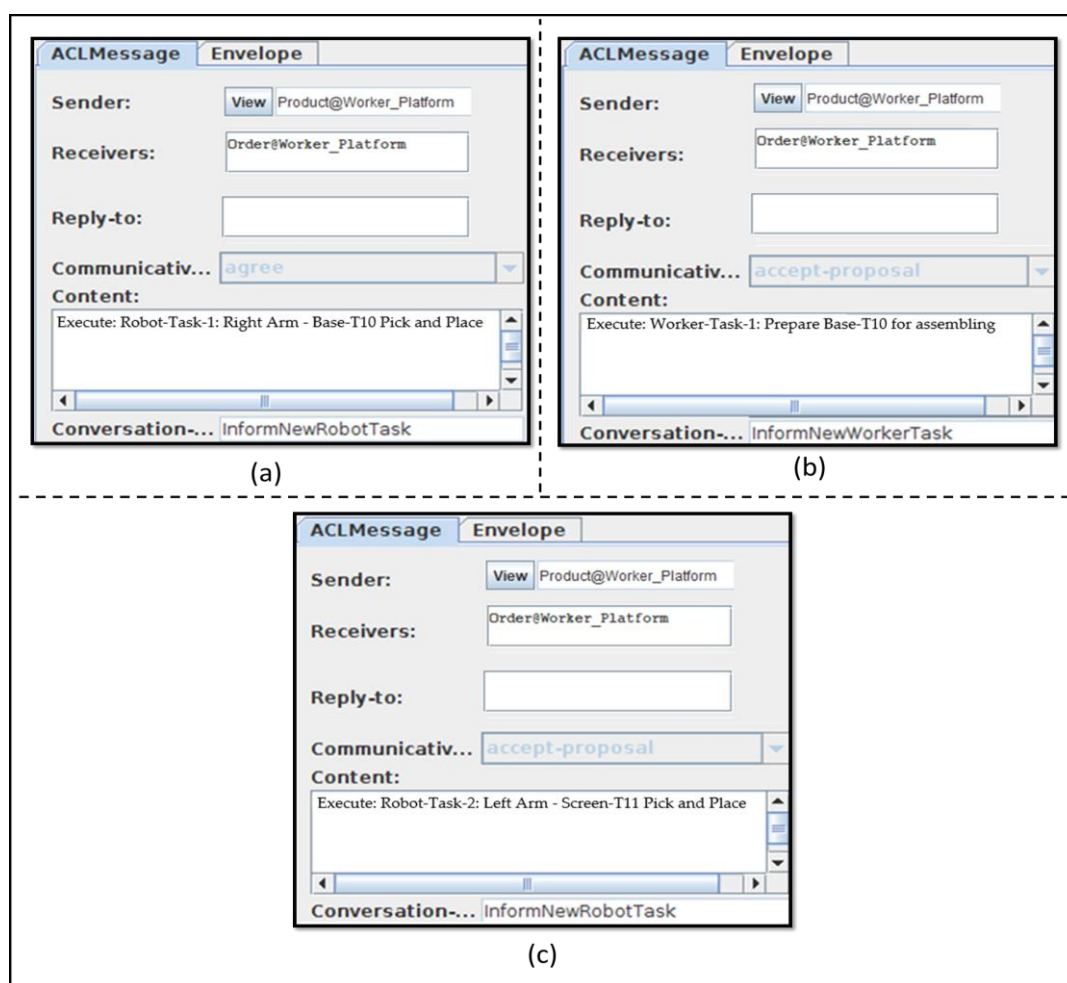 ACLMessage Envelope
Sender: View Product@Worker_Platform
Receivers: Order@Worker_Platform
Reply-to:
Communicativ... agree
Content:
Execute: Robot-Task-1: Right Arm - Base-T10 Pick and Place
Conversation-... InformNewRobotTask
(a)
ACLMessage Envelope
Sender: View Product@Worker_Platform
Receivers: Order@Worker_Platform
Reply-to:
Communicativ... accept-proposal
Content:
Execute: Worker-Task-1: Prepare Base-T10 for assembling
Conversation-... InformNewWorkerTask
(b)
ACLMessage Envelope
Sender: View Product@Worker_Platform
Receivers: Order@Worker_Platform
Reply-to:
Communicativ... accept-proposal
Content:
Execute: Robot-Task-2: Left Arm - Screen-T11 Pick and Place
Conversation-... InformNewRobotTask
(c)